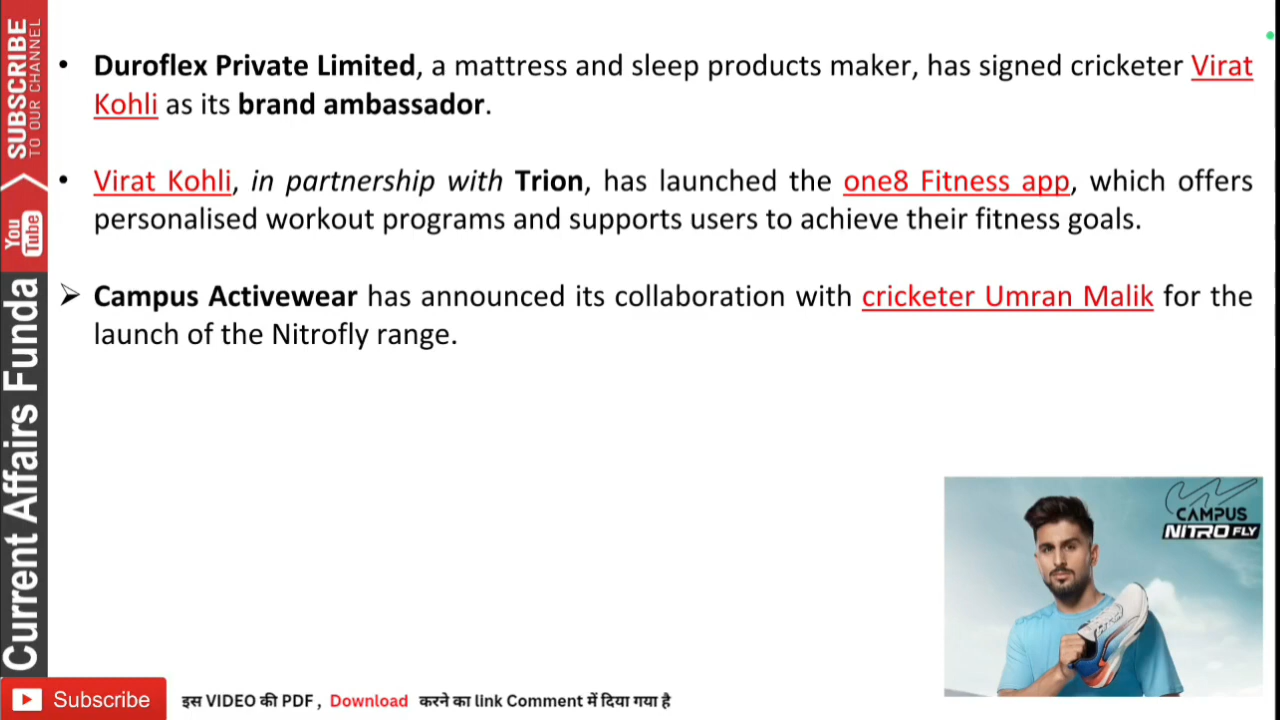 SUBSCRIBE
TO OUR CHANNEL
You
Tube
Current Affairs Funda
• Duroflex Private Limited, a mattress and sleep products maker, has signed cricketer Virat
Kohli as its brand ambassador.
• Virat Kohli, in partnership with Trion, has launched the one8 Fitness app, which offers
personalised workout programs and supports users to achieve their fitness goals.
➢ Campus Activewear has announced its collaboration with cricketer Umran Malik for the
launch of the Nitrofly range.
CAMPUS
NITRO FLY
Subscribe
इस VIDEO की PDF , Download करने का link Comment में दिया गया है